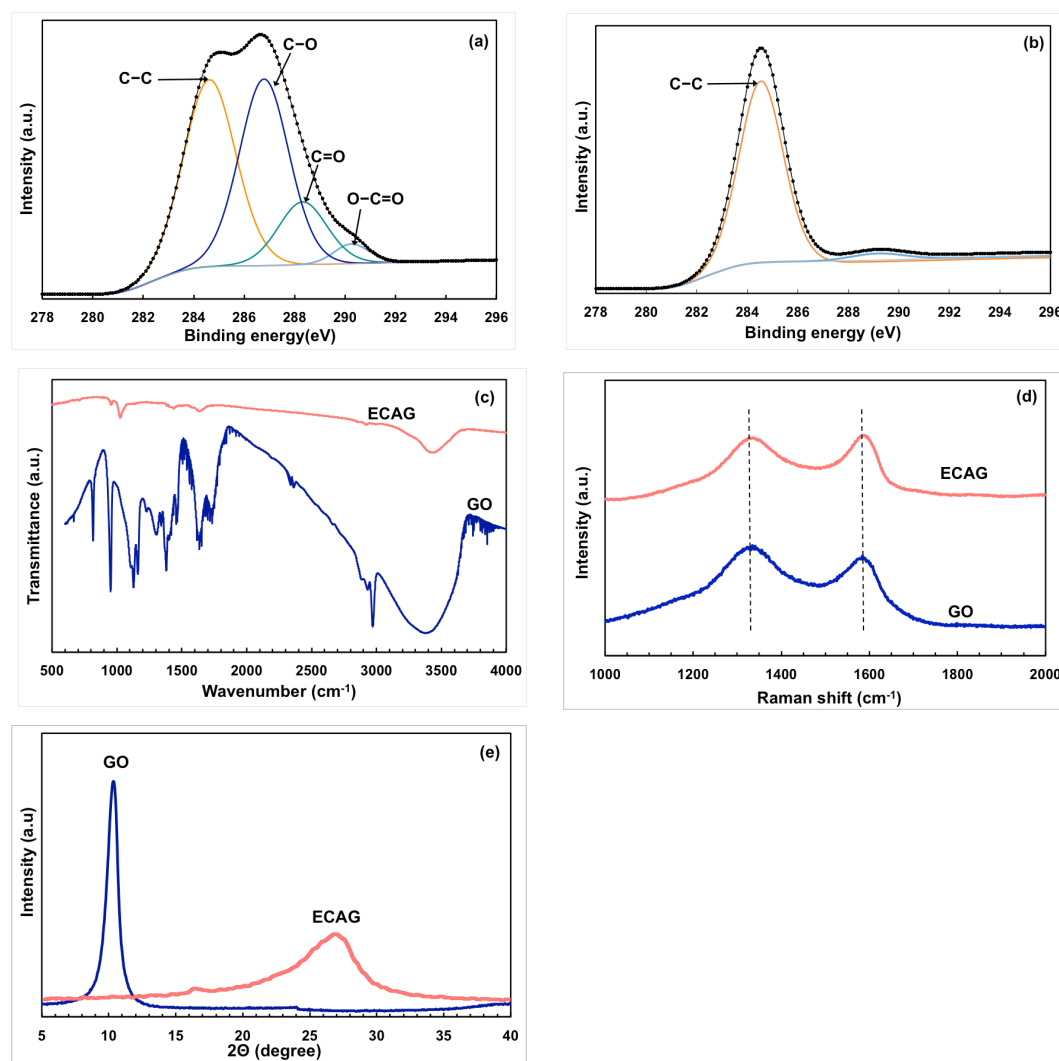 (a)
C−O
C−C
C=O
O−C=O
Intensity (a.u.)
278 280 282 284 286 288 290 292 294 296
Binding energy(eV)
(b)
C−C
Intensity (a.u.)
278 280 282 284 286 288 290 292 294 296
Binding energy (eV)
(c)
ECAG
GO
Transmittance (a.u.)
500 1000 1500 2000 2500 3000 3500 4000
Wavenumber (cm⁻¹)
(d)
ECAG
GO
Intensity (a.u.)
1000 1200 1400 1600 1800 2000
Raman shift (cm⁻¹)
(e)
GO
ECAG
Intensity (a.u)
5 10 15 20 25 30 35 40
2Θ (degree)